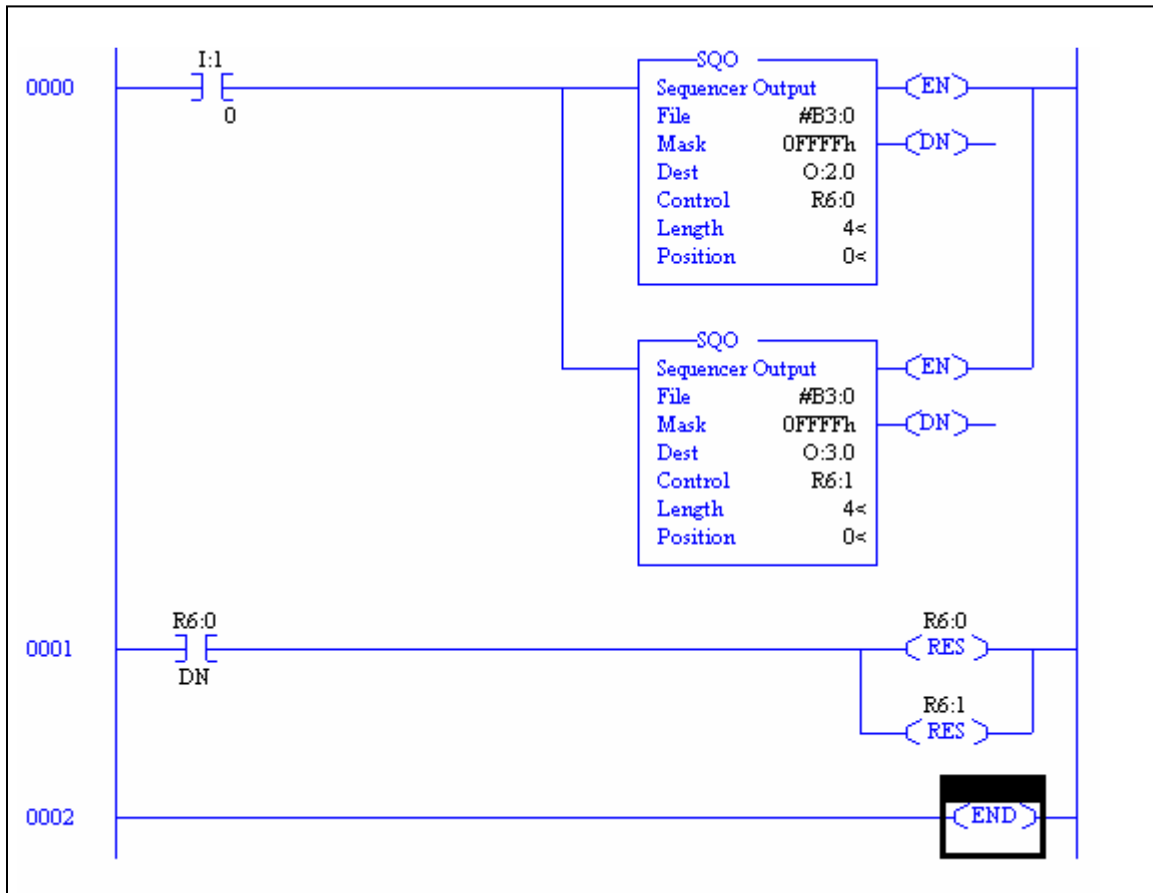 I:1
0000
0
SQO
Sequencer Output
EN
File #B3:0
Mask 0FFFFh
DN
Dest O:2.0
Control R6:0
Length 4<
Position 0<
SQO
Sequencer Output
EN
File #B3:0
Mask 0FFFFh
DN
Dest O:3.0
Control R6:1
Length 4<
Position 0<
R6:0
R6:0
0001
RES
DN
R6:1
RES
0002
END